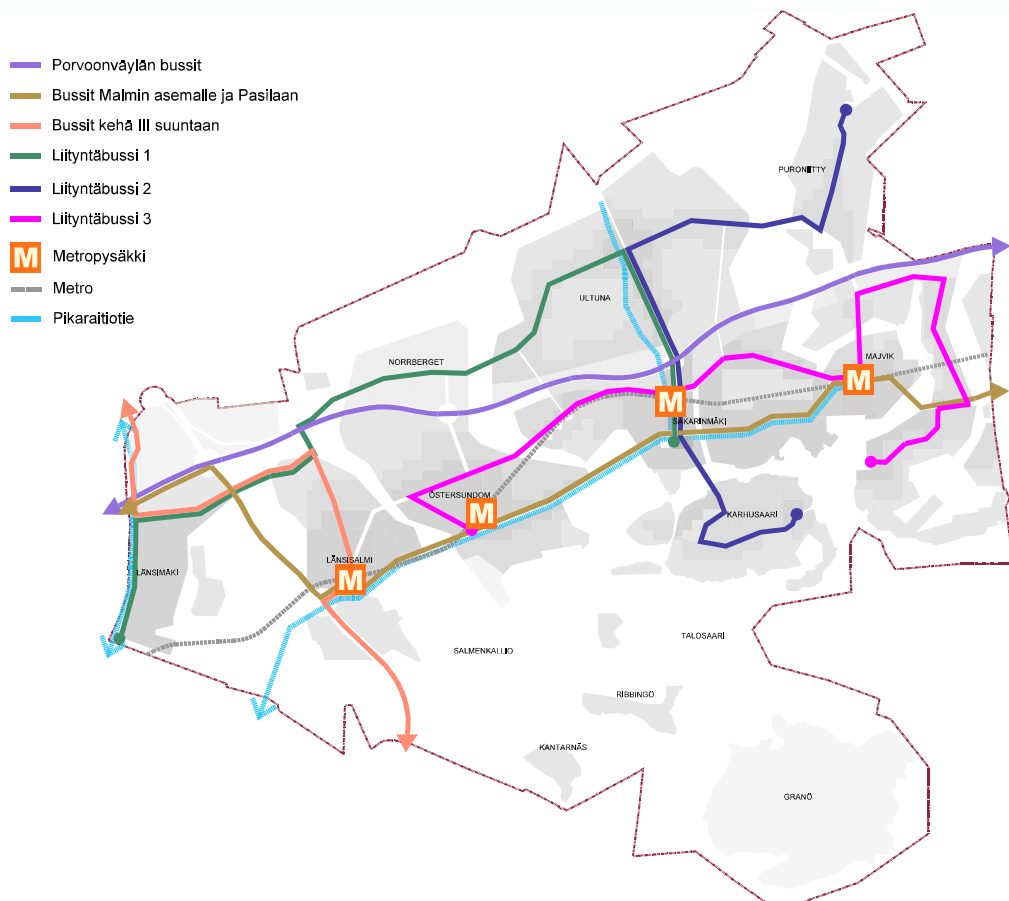 Porvoonväylän bussit
Bussit Malmin asemalle ja Pasilaan
Bussit kehä III suuntaan
Liityntäbussi 1
Liityntäbussi 2
Liityntäbussi 3
M Metropysäkki
Metro
Pikaraitiotie
PURONIITTY
ULTUNA
NORRBERGET
MAJVIK
M
M
SAKARINMÄKI
ÖSTERSUNDOM
M
KARHUSAARI
LÄNSISALMI
M
LÄNSIMÄKI
TALOSAARI
SALMENKALLIO
RIBBINGÖ
KANTARNÄS
GRANÖ